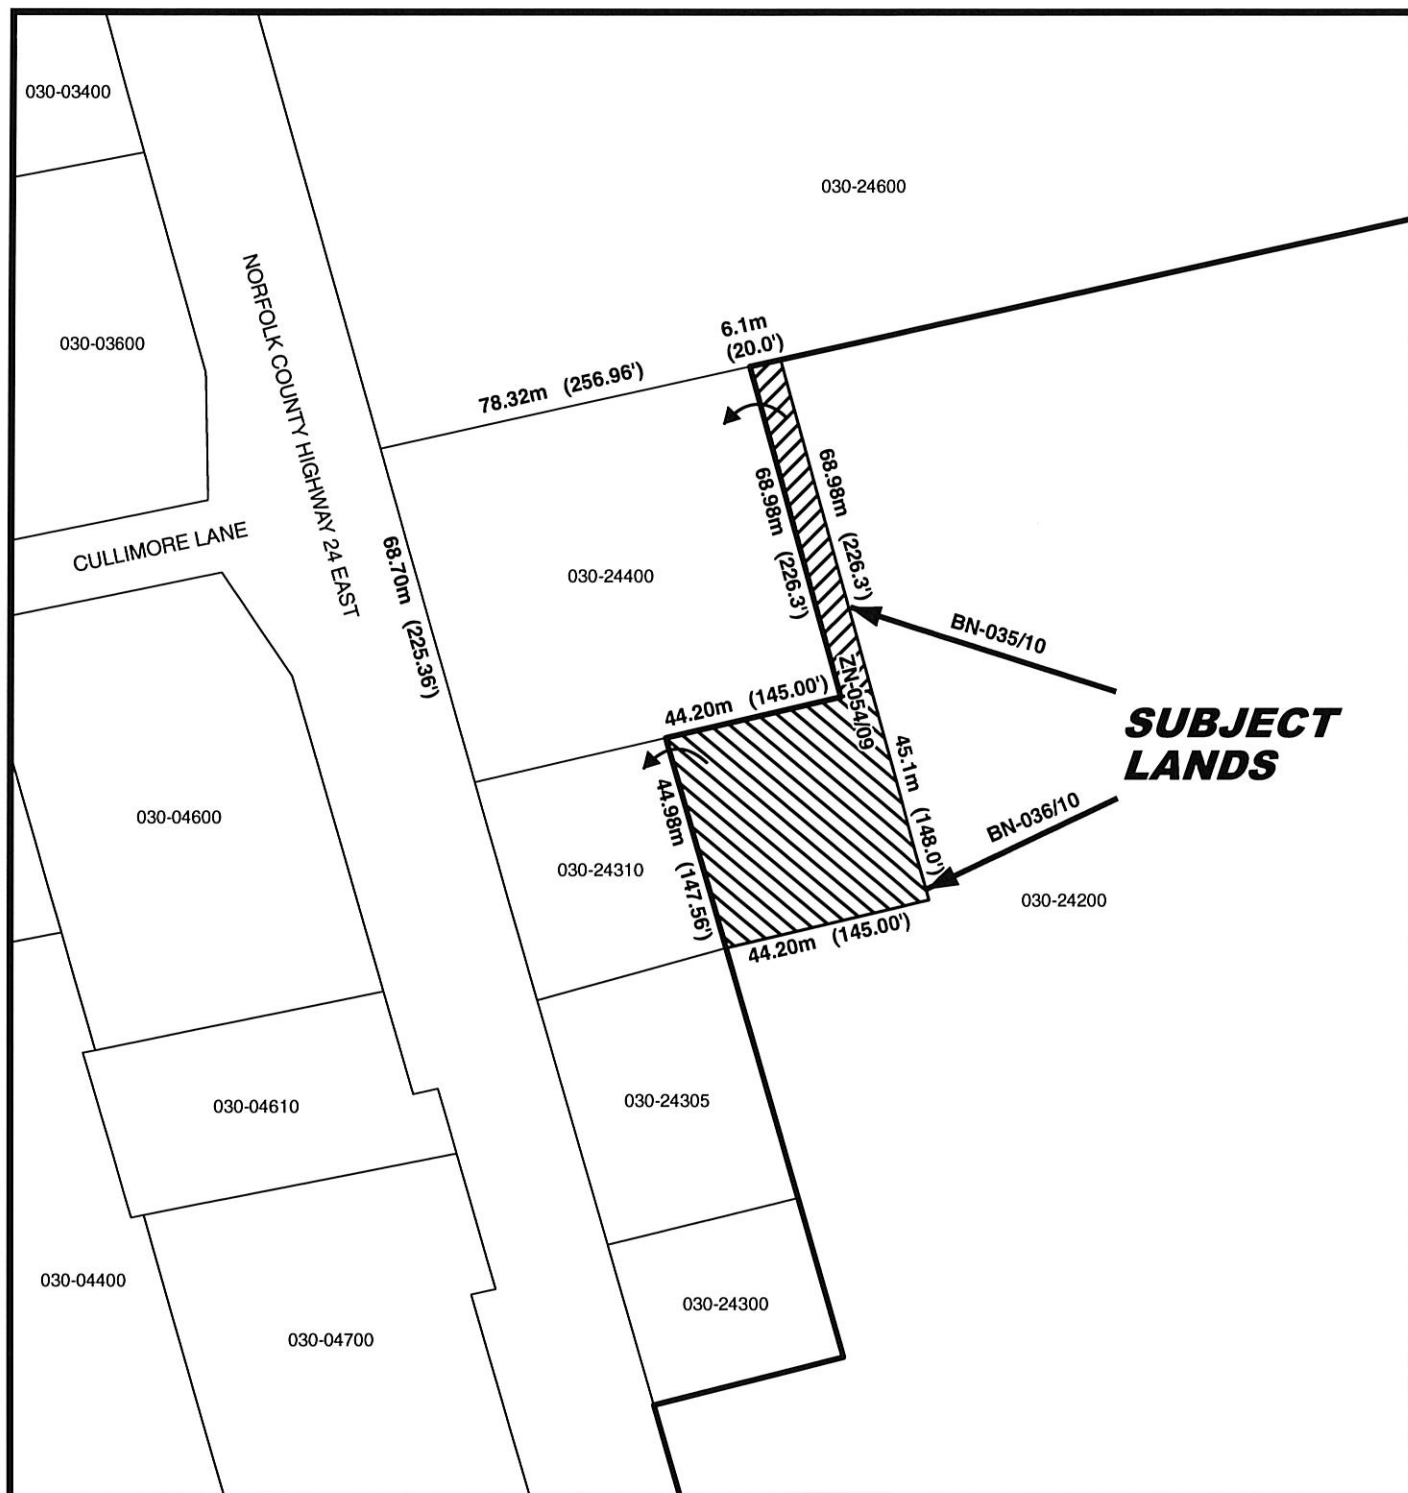 030-03400
030-24600
NORFOLK COUNTY HIGHWAY 24 EAST
030-03600
6.1m
(20.0')
78.32m (256.96')
68.98m (226.3')
68.98m (226.3')
CULLIMORE LANE
68.70m (225.36')
030-24400
BN-035/10
ZN-054/09
44.20m (145.00')
SUBJECT
LANDS
45.1m (148.0')
44.98m (147.56')
BN-036/10
030-04600
030-24310
030-24200
44.20m (145.00')
030-24305
030-04610
030-04400
030-24300
030-04700